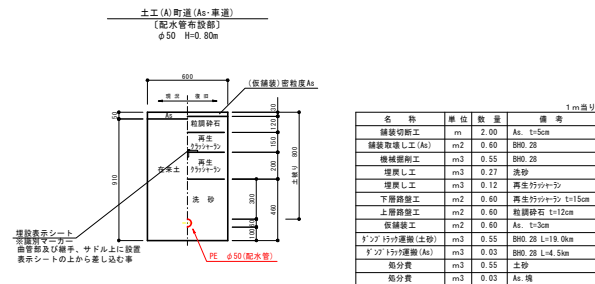 土工(A)町道(As・車道)
[配水管布設部]
φ50 H=0.80m
600
(仮舗装)密粒度As
現況 復旧
As
粒調砕石
再生
クラッシャーラン
再生
クラッシャーラン
在来土
洗 砂
50
910
30
120
150
200
460
300
100
土被り 800
埋設表示シート
※識別マーカー
曲管部及び継手、サドル上に設置
表示シートの上から差し込む事
PE φ50(配水管)
1m当り
名 称 単 位 数 量 備 考
舗装切断工 m 2.00 As. t=5cm
舗装取壊し工(As) m2 0.60 BH0.28
機械掘削工 m3 0.55 BH0.28
埋戻し工 m3 0.27 洗砂
埋戻し工 m3 0.12 再生クラッシャーラン
下層路盤工 m2 0.60 再生クラッシャーラン t=15cm
上層路盤工 m2 0.60 粒調砕石 t=12cm
仮舗装工 m2 0.60 As. t=3cm
ダンプトラック運搬(土砂) m3 0.55 BH0.28 L=19.0km
ダンプトラック運搬(As) m3 0.03 BH0.28 L=4.5km
処分費 m3 0.55 土砂
処分費 m3 0.03 As.塊